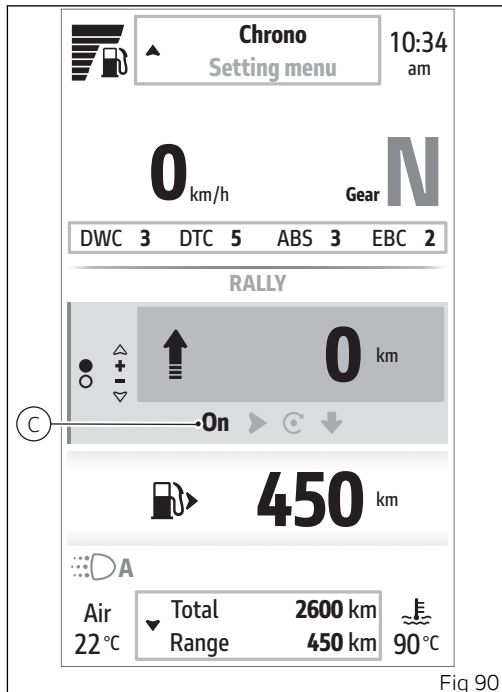 Chrono
Setting menu
10:34
am
0 km/h
Gear N
DWC 3 DTC 5 ABS 3 EBC 2
RALLY
+
-
0 km
C
On
450 km
A
Air
22 °C
Total 2600 km
Range 450 km
90 °C
Fig 90